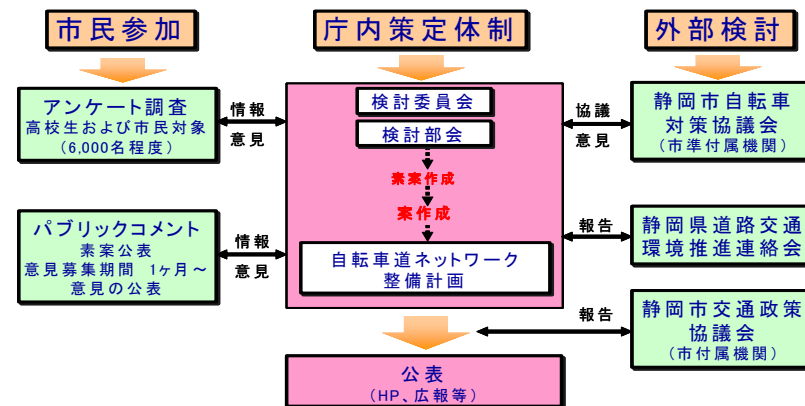 市民参加
庁内策定体制
外部検討
アンケート調査
高校生および市民対象
(6,000名程度)
情報
意見
検討委員会
検討部会
素案作成
案作成
自転車道ネットワーク
整備計画
協議
意見
静岡市自転車
対策協議会
(市準付属機関)
パブリックコメント
素案公表
意見募集期間 1ヶ月～
意見の公表
情報
意見
報告
静岡県道路交通
環境推進連絡会
報告
静岡市交通政策
協議会
(市付属機関)
公表
(HP、広報等)